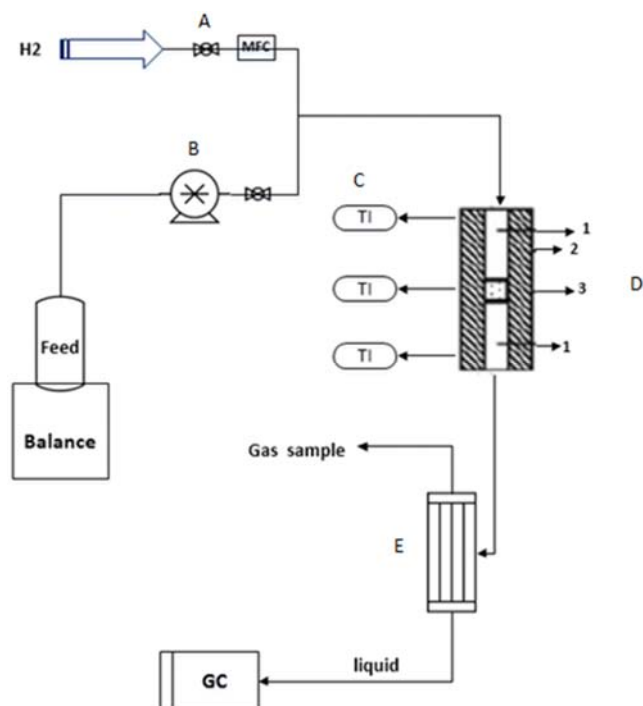 A
H2
MFC
B
C
TI
1
2
TI
3
D
TI
1
Feed
Balance
Gas sample
E
liquid
GC